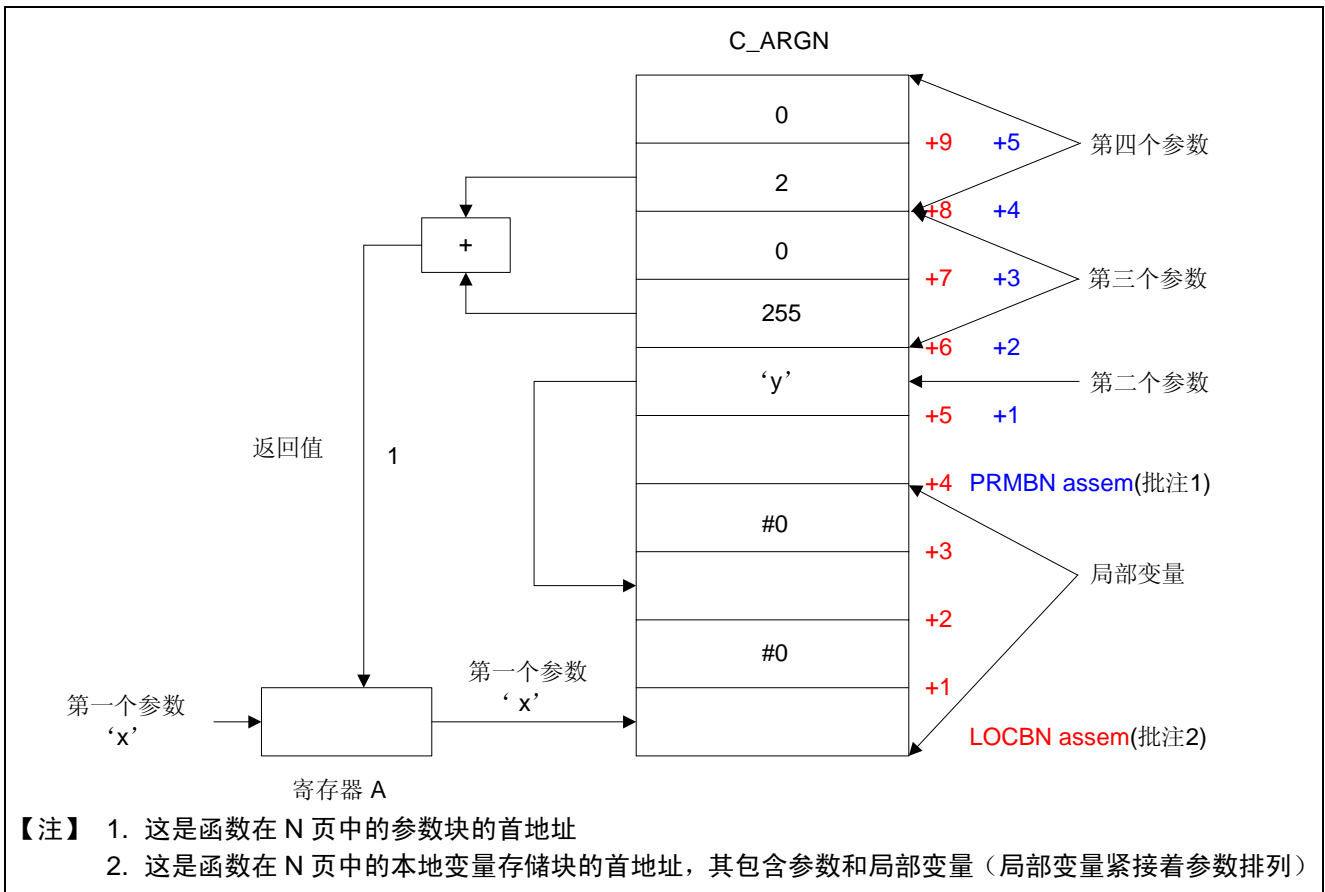 C_ARGN
0
+9 +5 第四个参数
2
+8 +4
+
0
+7 +3 第三个参数
255
+6 +2
‘y’ 第二个参数
+5 +1
返回值 1
+4 PRMBN assem(批注1)
#0
+3
局部变量
+2
#0
第一个参数
‘x’
+1
第一个参数
‘x’
LOCBN assem(批注2)
寄存器 A
【注】 1. 这是函数在 N 页中的参数块的首地址
2. 这是函数在 N 页中的本地变量存储块的首地址，其包含参数和局部变量（局部变量紧接着参数排列）